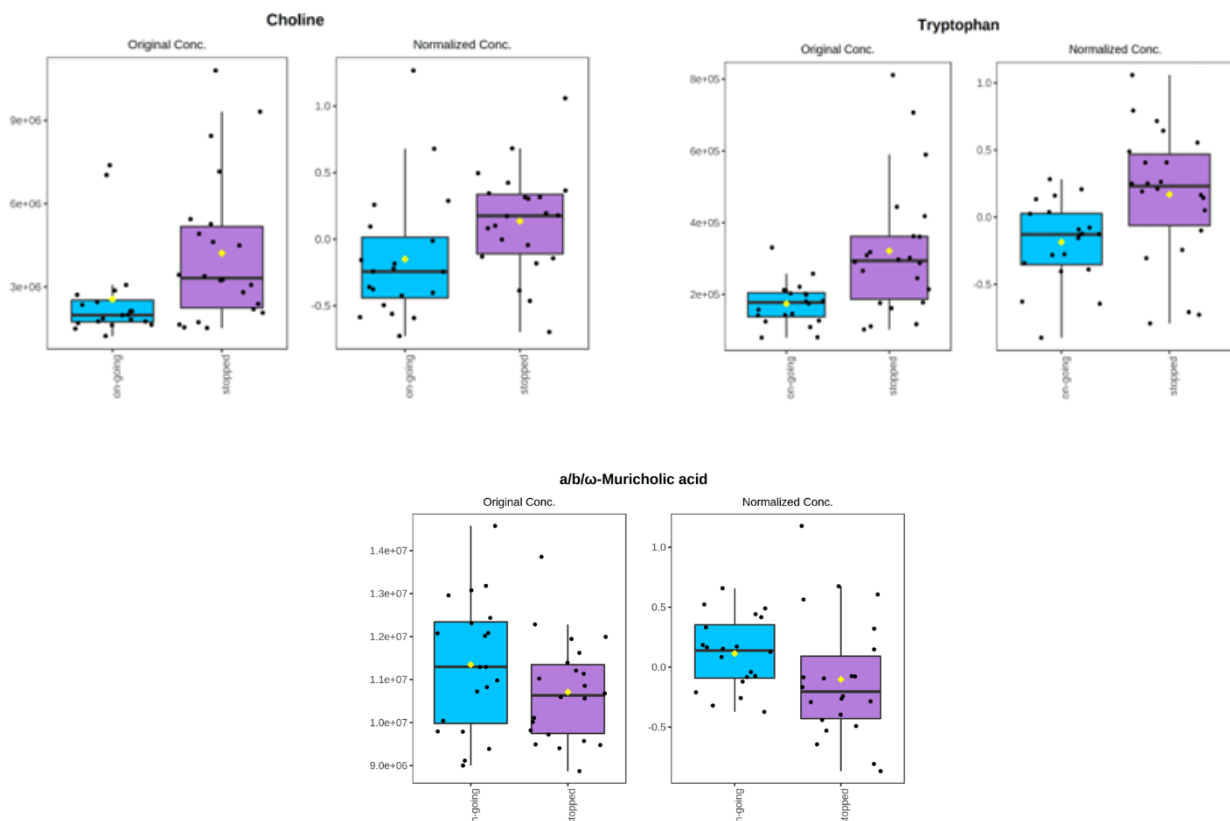 Choline
Original Conc.
Normalized Conc.
9e+06
6e+06
3e+06
1.0
0.5
0.0
-0.5
on-going
stopped
on-going
stopped
Tryptophan
Original Conc.
Normalized Conc.
8e+05
6e+05
4e+05
2e+05
1.0
0.5
0.0
-0.5
on-going
stopped
on-going
stopped
a/b/ω-Muricholic acid
Original Conc.
Normalized Conc.
1.4e+07
1.3e+07
1.2e+07
1.1e+07
1.0e+07
9.0e+06
1.0
0.5
0.0
-0.5
n-going
topped
n-going
topped